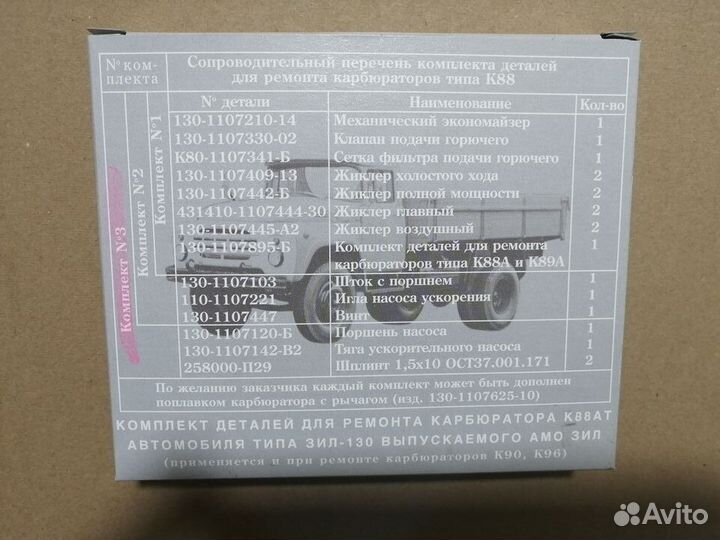 № ком-
плекта
Сопроводительный перечень комплекта деталей
для ремонта карбюраторов типа К88
№ детали Наименование Кол-во
Комплект №3
Комплект №2
Комплект №1
130-1107210-14 Механический экономайзер 1
130-1107330-02 Клапан подачи горючего 1
К80-1107341-Б Сетка фильтра подачи горючего 1
130-1107409-13 Жиклер холостого хода 2
130-1107442-Б Жиклер полной мощности 2
431410-1107444-30 Жиклер главный 2
130-1107445-А2 Жиклер воздушный 2
130-1107895-Б Комплект деталей для ремонта 1
карбюраторов типа К88А и К89А
130-1107103 Шток с поршнем 1
110-1107221 Игла насоса ускорения 1
130-1107447 Винт 1
130-1107120-Б Поршень насоса 1
130-1107142-В2 Тяга ускорительного насоса 1
258000-П29 Шплинт 1,5х10 ОСТ37.001.171 2
По желанию заказчика каждый комплект может быть дополнен
поплавком карбюратора с рычагом (изд. 130-1107625-10)
КОМПЛЕКТ ДЕТАЛЕЙ ДЛЯ РЕМОНТА КАРБЮРАТОРА К88АТ
АВТОМОБИЛЯ ТИПА ЗИЛ-130 ВЫПУСКАЕМОГО АМО ЗИЛ
(применяется и при ремонте карбюраторов К90, К96)
Avito